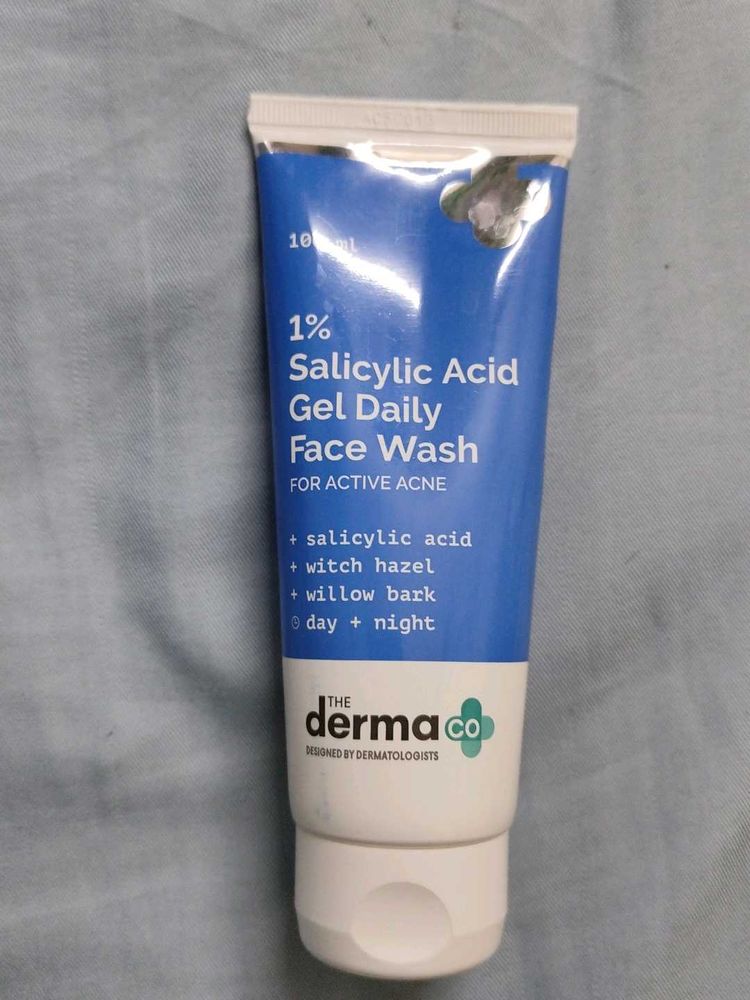 ml
1%
Salicylic Acid
Gel Daily
Face Wash
FOR ACTIVE ACNE
+ salicylic acid
+ witch hazel
+ willow bark
day + night
THE
derma co
DESIGNED BY DERMATOLOGISTS